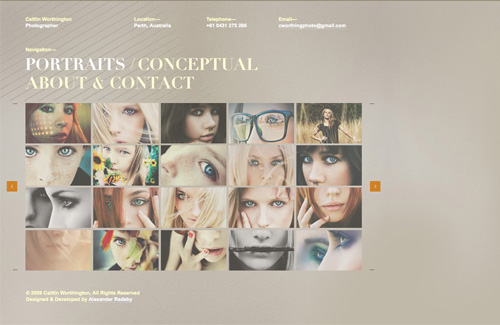 Caitlin Worthington
Photographer
Location—
Perth, Australia
Telephone—
+61 0431 275 286
Email—
cworthingphoto@gmail.com
Navigation—
PORTRAITS / CONCEPTUAL
ABOUT & CONTACT
© 2009 Caitlin Worthington, All Rights Reserved
Designed & Developed by Alexander Radsby